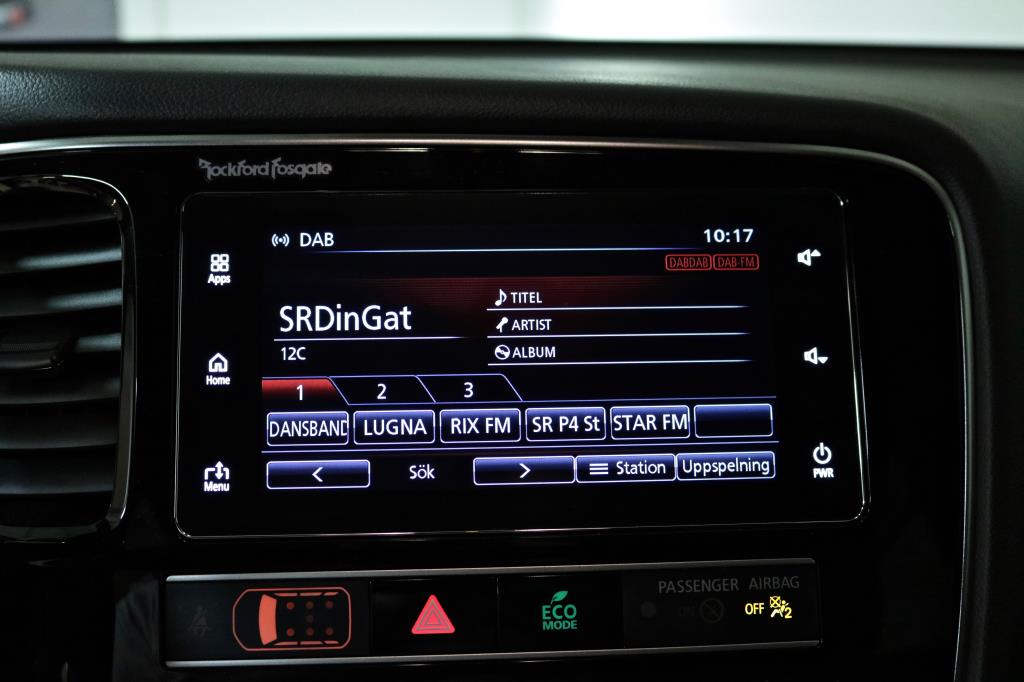 Rockford Fosgate
DAB
10:17
DABDAB DAB-FM
Apps
SRDinGat
TITEL
ARTIST
12C
ALBUM
Home
1 2 3
DANSBAND LUGNA RIX FM SR P4 St STAR FM
< Sök > Station Uppspelning
Menu
PWR
PASSENGER AIRBAG
ECO
MODE
ON OFF 2